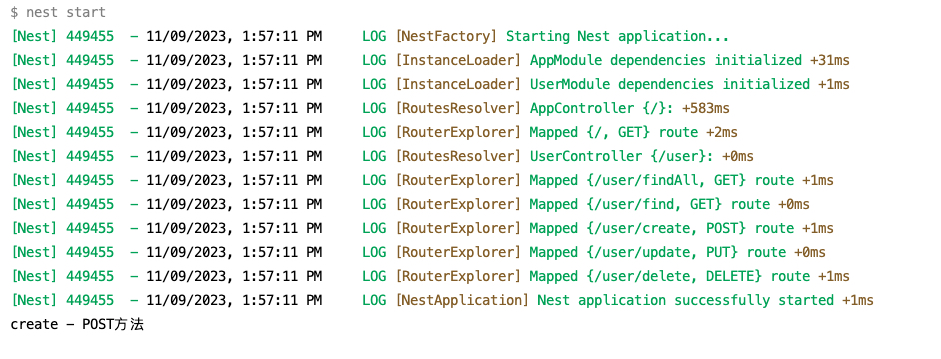 $ nest start
[Nest] 449455  - 11/09/2023, 1:57:11 PM     LOG [NestFactory] Starting Nest application...
[Nest] 449455  - 11/09/2023, 1:57:11 PM     LOG [InstanceLoader] AppModule dependencies initialized +31ms
[Nest] 449455  - 11/09/2023, 1:57:11 PM     LOG [InstanceLoader] UserModule dependencies initialized +1ms
[Nest] 449455  - 11/09/2023, 1:57:11 PM     LOG [RoutesResolver] AppController {/}: +583ms
[Nest] 449455  - 11/09/2023, 1:57:11 PM     LOG [RouterExplorer] Mapped {/, GET} route +2ms
[Nest] 449455  - 11/09/2023, 1:57:11 PM     LOG [RoutesResolver] UserController {/user}: +0ms
[Nest] 449455  - 11/09/2023, 1:57:11 PM     LOG [RouterExplorer] Mapped {/user/findAll, GET} route +1ms
[Nest] 449455  - 11/09/2023, 1:57:11 PM     LOG [RouterExplorer] Mapped {/user/find, GET} route +0ms
[Nest] 449455  - 11/09/2023, 1:57:11 PM     LOG [RouterExplorer] Mapped {/user/create, POST} route +1ms
[Nest] 449455  - 11/09/2023, 1:57:11 PM     LOG [RouterExplorer] Mapped {/user/update, PUT} route +0ms
[Nest] 449455  - 11/09/2023, 1:57:11 PM     LOG [RouterExplorer] Mapped {/user/delete, DELETE} route +1ms
[Nest] 449455  - 11/09/2023, 1:57:11 PM     LOG [NestApplication] Nest application successfully started +1ms
create - POST方法